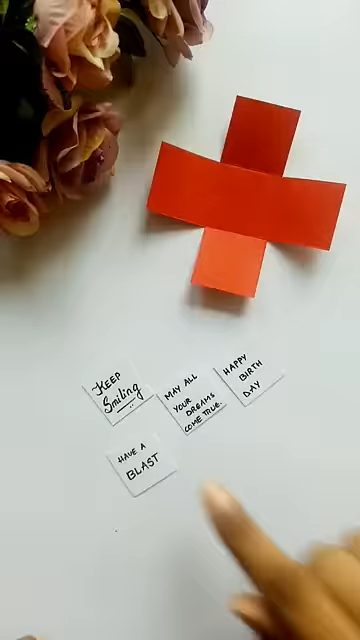 KEEP
Smiling
MAY ALL
YOUR
DREAMS
COME TRUE.
HAPPY
BIRTH
DAY
HAVE A
BLAST